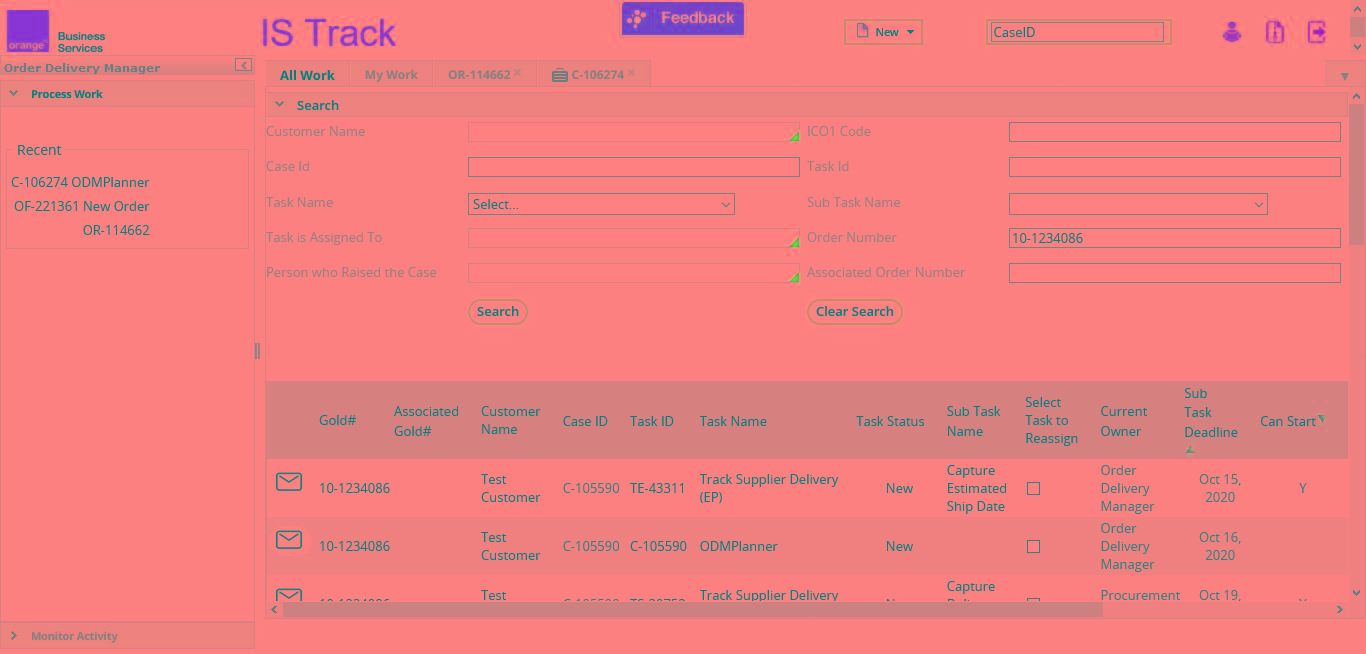 orange™
Business
Services
IS Track
Feedback
New
CaseID
Order Delivery Manager
All Work
My Work
OR-114662
C-106274
Process Work
Search
Customer Name
ICO1 Code
Case Id
Task Id
Task Name
Select...
Sub Task Name
Task is Assigned To
Order Number
10-1234086
Person who Raised the Case
Associated Order Number
Search
Clear Search
Recent
C-106274 ODMPlanner
OF-221361 New Order
OR-114662
Gold#
Associated
Gold#
Customer
Name
Case ID
Task ID
Task Name
Task Status
Sub Task
Name
Select
Task to
Reassign
Current
Owner
Sub
Task
Deadline
Can Start
10-1234086
Test
Customer
C-105590
TE-43311
Track Supplier Delivery
(EP)
New
Capture
Estimated
Ship Date
Order
Delivery
Manager
Oct 15,
2020
Y
10-1234086
Test
Customer
C-105590
C-105590
ODMPlanner
New
Order
Delivery
Manager
Oct 16,
2020
Test
Track Supplier Delivery
Capture
Procurement
Oct 19,
Monitor Activity